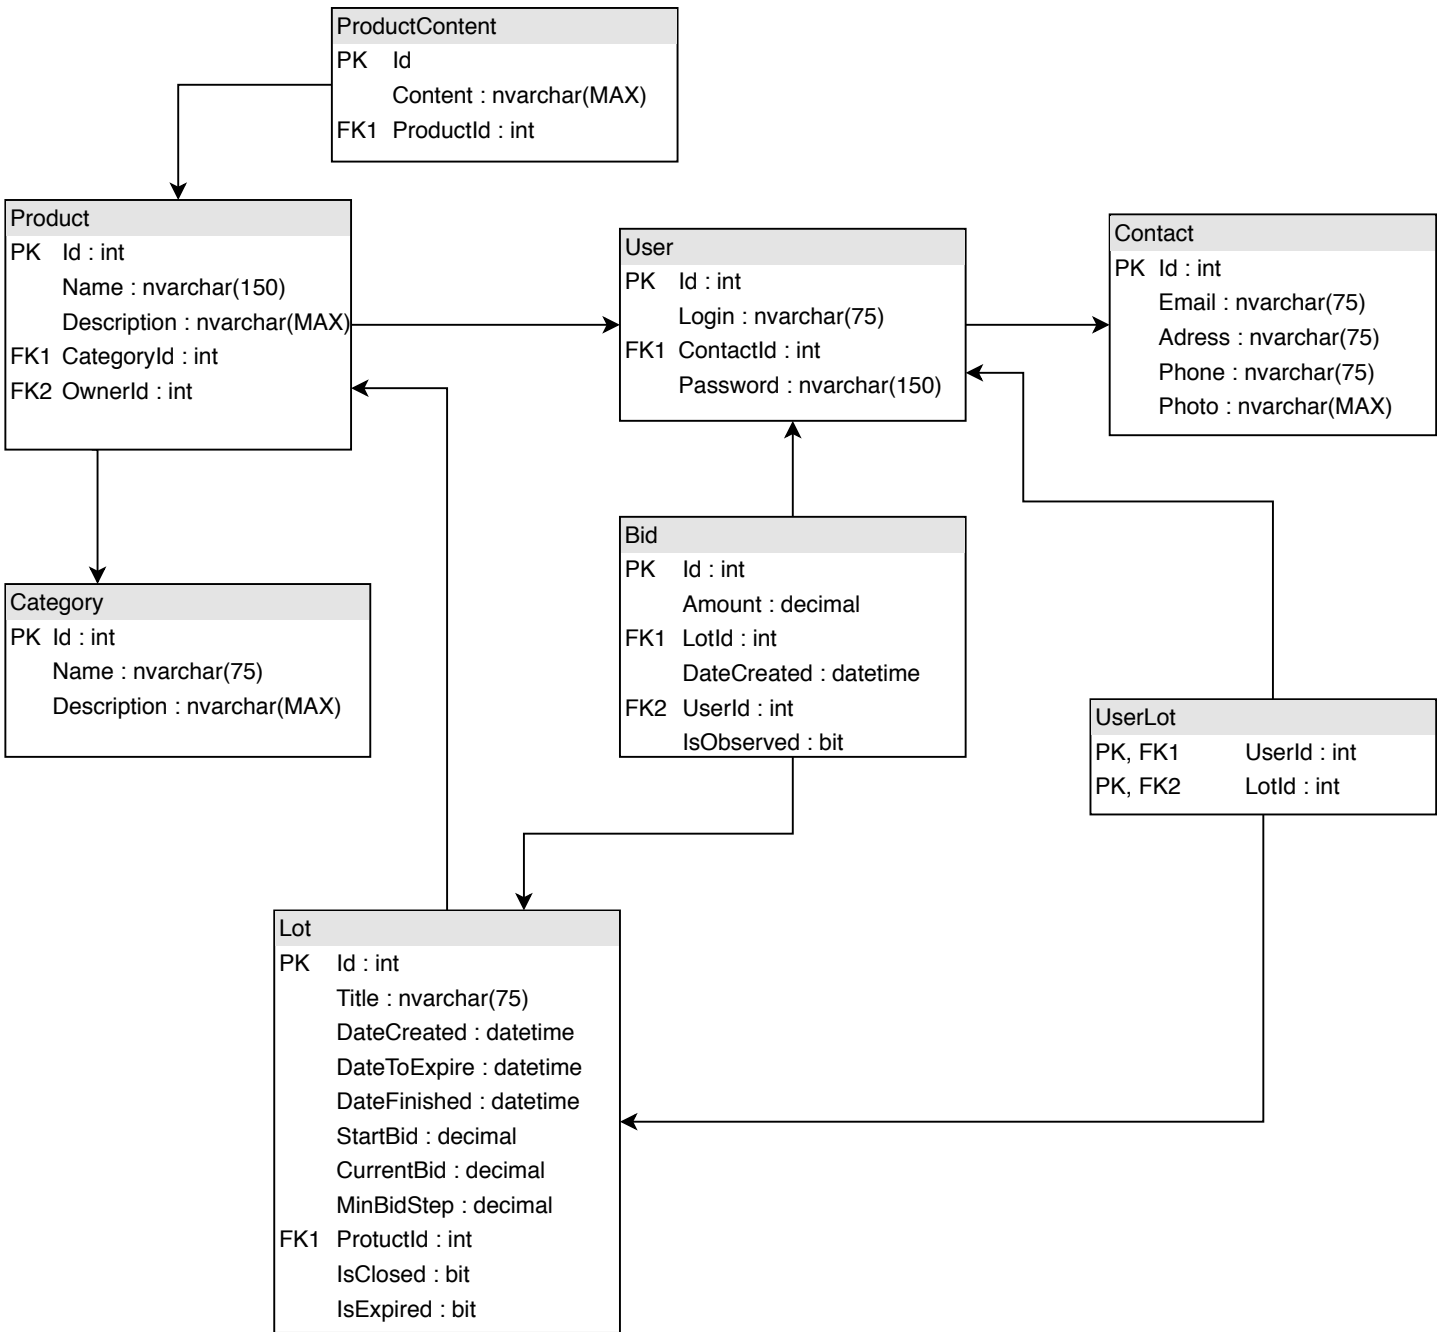 ProductContent
PK Id
Content : nvarchar(MAX)
FK1 ProductId : int
Product
PK Id : int
Name : nvarchar(150)
Description : nvarchar(MAX)
FK1 CategoryId : int
FK2 OwnerId : int
User
PK Id : int
Login : nvarchar(75)
FK1 ContactId : int
Password : nvarchar(150)
Contact
PK Id : int
Email : nvarchar(75)
Adress : nvarchar(75)
Phone : nvarchar(75)
Photo : nvarchar(MAX)
Category
PK Id : int
Name : nvarchar(75)
Description : nvarchar(MAX)
Bid
PK Id : int
Amount : decimal
FK1 LotId : int
DateCreated : datetime
FK2 UserId : int
IsObserved : bit
UserLot
PK, FK1 UserId : int
PK, FK2 LotId : int
Lot
PK Id : int
Title : nvarchar(75)
DateCreated : datetime
DateToExpire : datetime
DateFinished : datetime
StartBid : decimal
CurrentBid : decimal
MinBidStep : decimal
FK1 ProtuctId : int
IsClosed : bit
IsExpired : bit